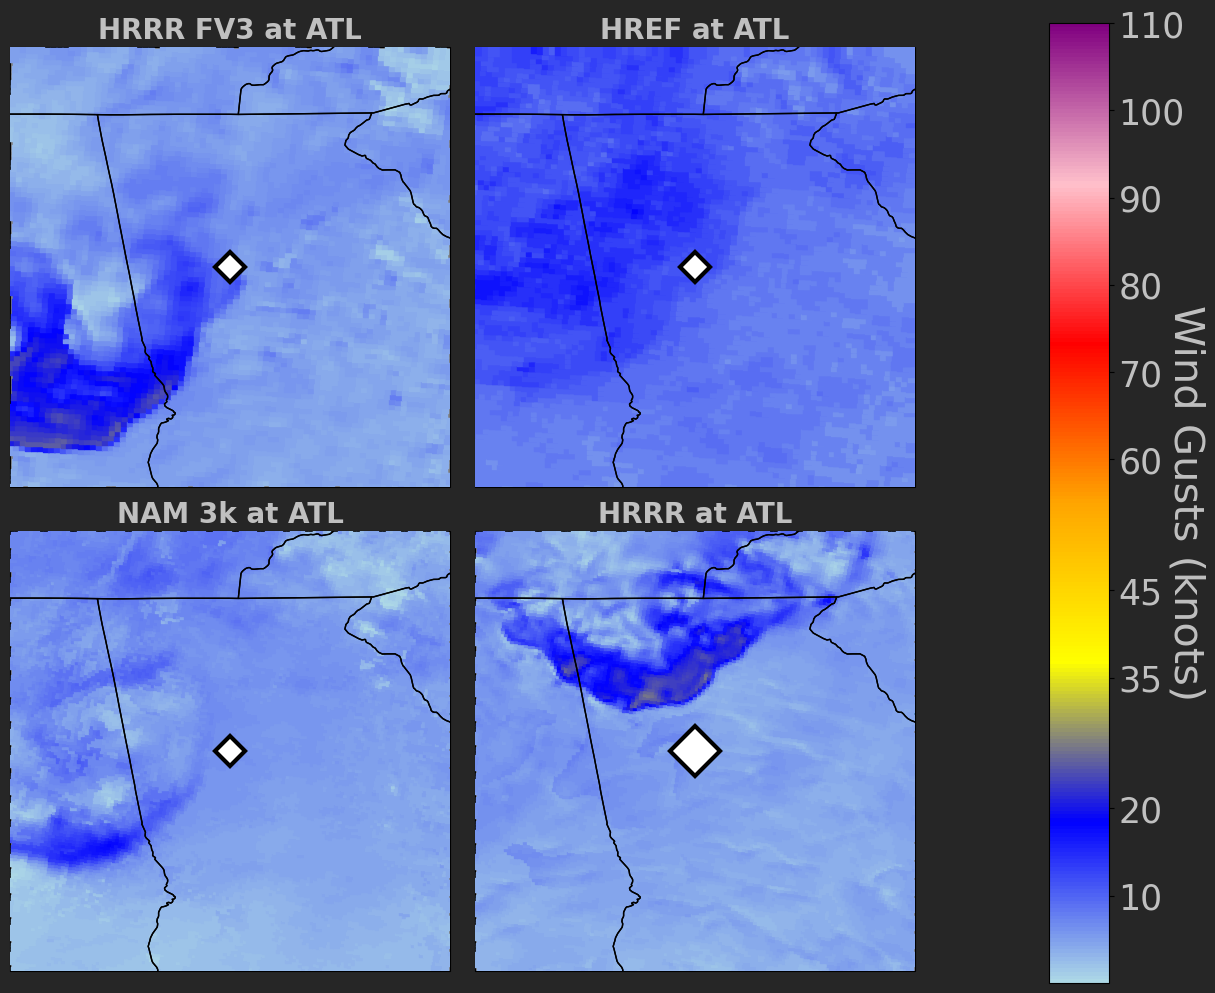 HRRR FV3 at ATL
HREF at ATL
NAM 3k at ATL
HRRR at ATL
110
100
90
80
70
60
45
35
20
10
Wind Gusts (knots)